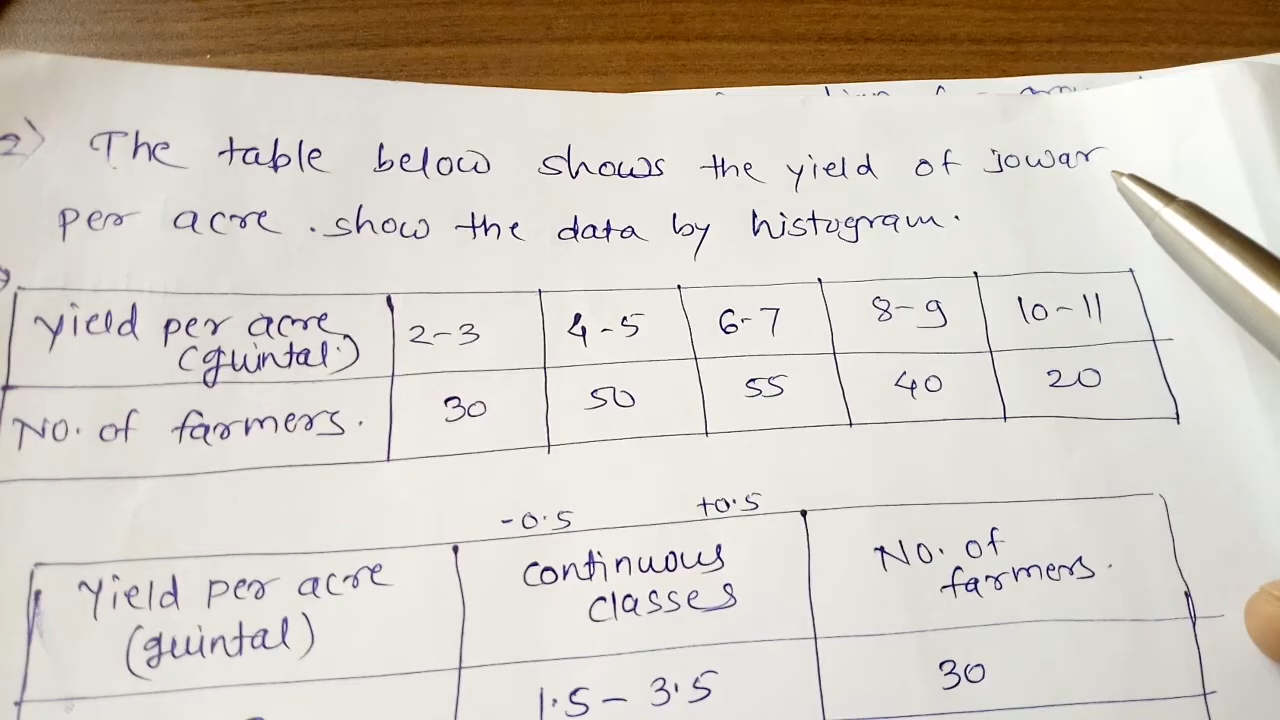 2) The table below shows the yield of jowar
per acre. show the data by histogram.
Yield per acre (quintal.) 2-3 4-5 6-7 8-9 10-11
No. of farmers. 30 50 55 40 20
-0.5 +0.5
Yield per acre (quintal) continuous classes No. of farmers.
1.5-3.5 30